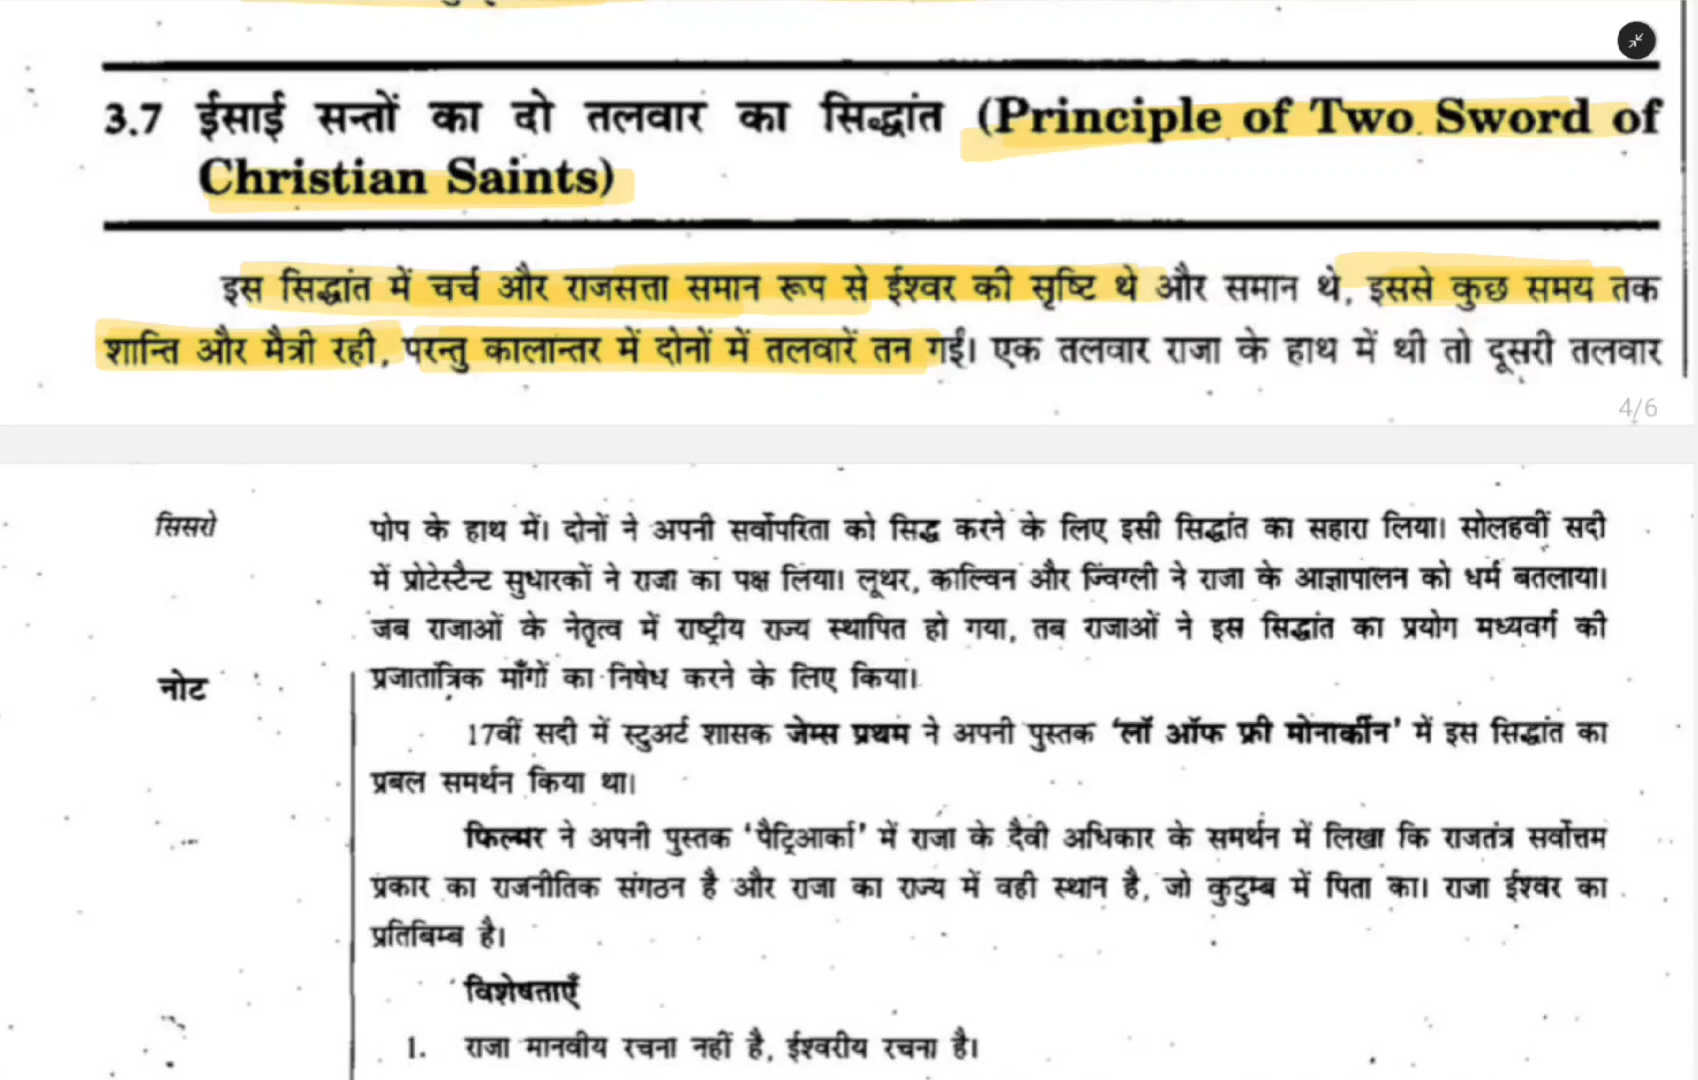 3.7 ईसाई सन्तों का दो तलवार का सिद्धांत (Principle of Two Sword of
Christian Saints)
इस सिद्धांत में चर्च और राजसत्ता समान रूप से ईश्वर की सृष्टि थे और समान थे, इससे कुछ समय तक
शान्ति और मैत्री रही, परन्तु कालान्तर में दोनों में तलवारें तन गईं। एक तलवार राजा के हाथ में थी तो दूसरी तलवार
4/6
सिसरो
पोप के हाथ में। दोनों ने अपनी सर्वोपरिता को सिद्ध करने के लिए इसी सिद्धांत का सहारा लिया। सोलहवीं सदी
में प्रोटेस्टैन्ट सुधारकों ने राजा का पक्ष लिया। लूथर, काल्विन और ज्विंग्ली ने राजा के आज्ञापालन को धर्म बतलाया।
जब राजाओं के नेतृत्व में राष्ट्रीय राज्य स्थापित हो गया, तब राजाओं ने इस सिद्धांत का प्रयोग मध्यवर्ग की
नोट
प्रजातांत्रिक माँगों का निषेध करने के लिए किया।
17वीं सदी में स्टुअर्ट शासक जेम्स प्रथम ने अपनी पुस्तक ‘लॉ ऑफ फ्री मोनार्कीन’ में इस सिद्धांत का
प्रबल समर्थन किया था।
फिल्मर ने अपनी पुस्तक ‘पैट्रिआर्का’ में राजा के दैवी अधिकार के समर्थन में लिखा कि राजतंत्र सर्वोत्तम
प्रकार का राजनीतिक संगठन है और राजा का राज्य में वही स्थान है, जो कुटुम्ब में पिता का। राजा ईश्वर का
प्रतिबिम्ब है।
विशेषताएँ
1. राजा मानवीय रचना नहीं है, ईश्वरीय रचना है।